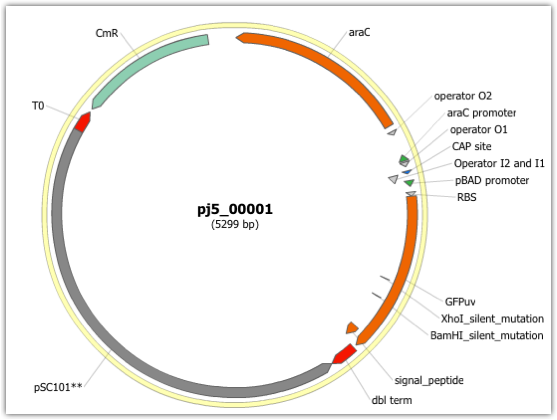 CmR
araC
T0
operator O2
araC promoter
operator O1
CAP site
Operator I2 and I1
pBAD promoter
RBS
pj5_00001
(5299 bp)
GFPuv
XhoI_silent_mutation
BamHI_silent_mutation
signal_peptide
pSC101**
dbl term